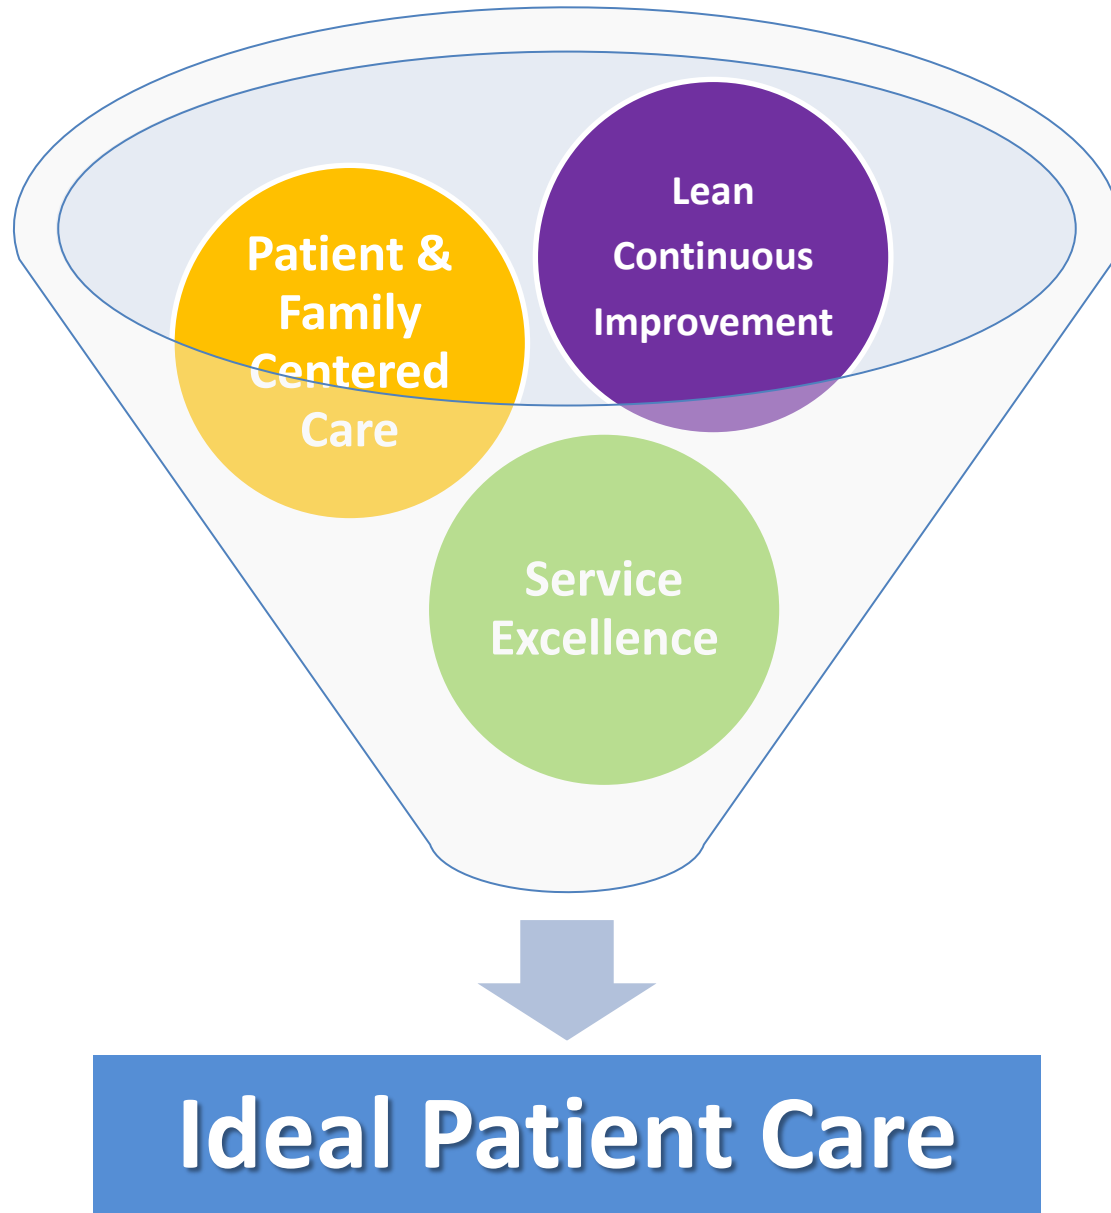 Patient &
Family
Centered
Care
Lean
Continuous
Improvement
Service
Excellence
Ideal Patient Care